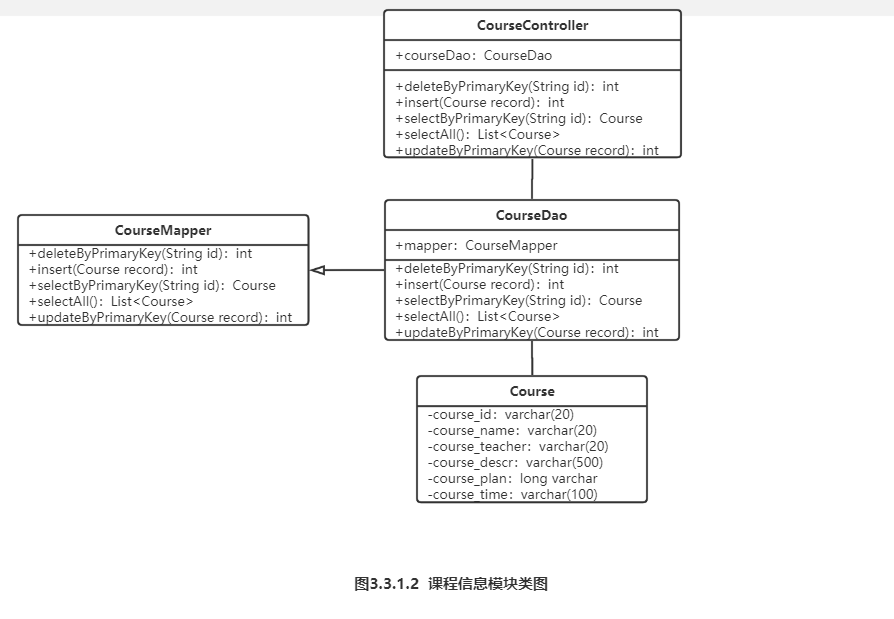 CourseController
+courseDao：CourseDao
+deleteByPrimaryKey(String id)：int
+insert(Course record)：int
+selectByPrimaryKey(String id)：Course
+selectAll()：List<Course>
+updateByPrimaryKey(Course record)：int
CourseMapper
+deleteByPrimaryKey(String id)：int
+insert(Course record)：int
+selectByPrimaryKey(String id)：Course
+selectAll()：List<Course>
+updateByPrimaryKey(Course record)：int
CourseDao
+mapper：CourseMapper
+deleteByPrimaryKey(String id)：int
+insert(Course record)：int
+selectByPrimaryKey(String id)：Course
+selectAll()：List<Course>
+updateByPrimaryKey(Course record)：int
Course
-course_id：varchar(20)
-course_name：varchar(20)
-course_teacher：varchar(20)
-course_descr：varchar(500)
-course_plan：long varchar
-course_time：varchar(100)
图3.3.1.2 课程信息模块类图